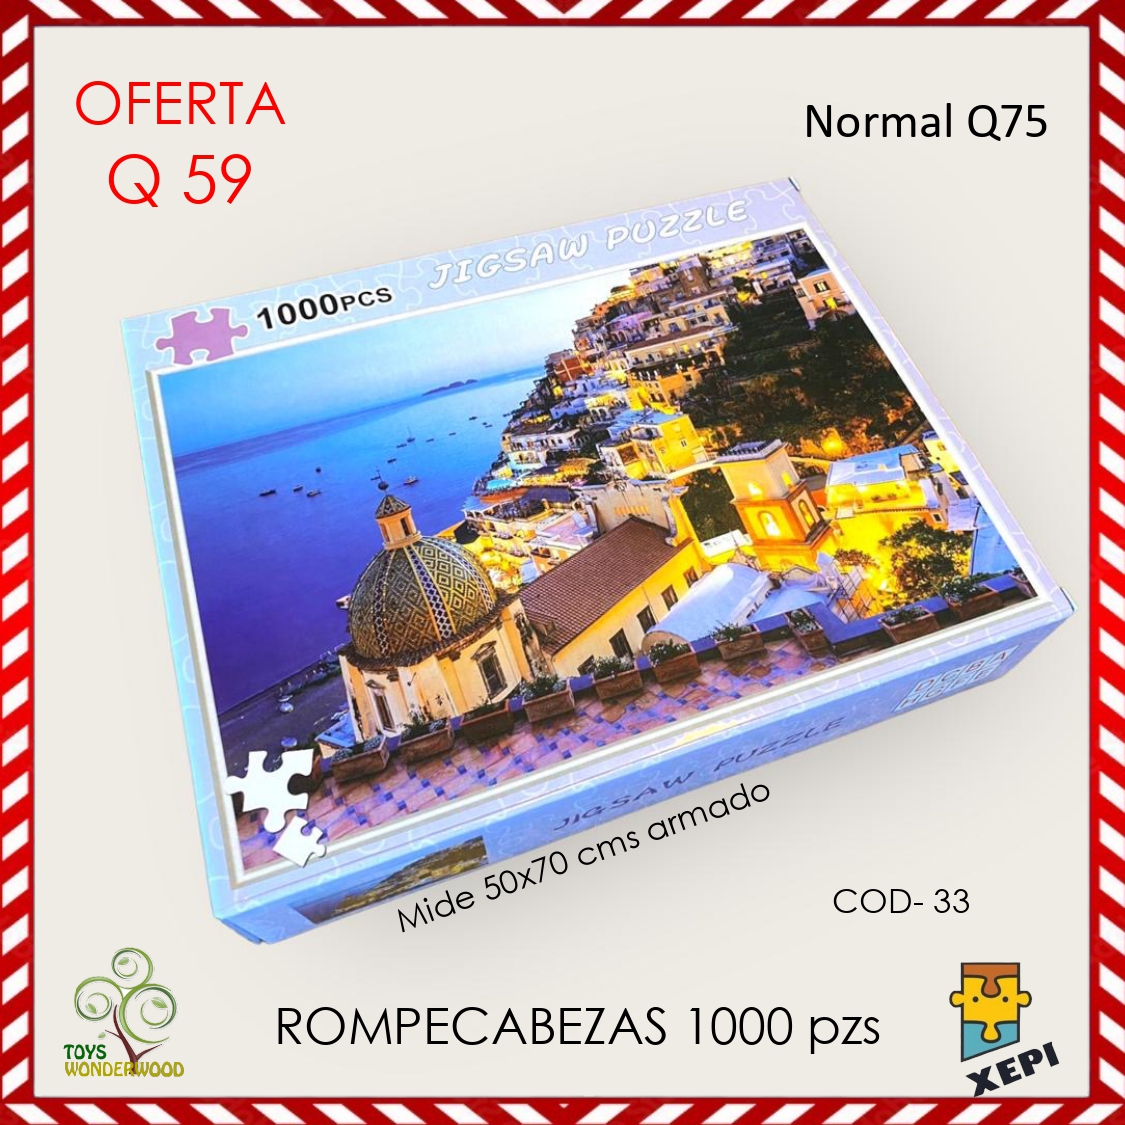 OFERTA
Q 59
Normal Q75
JIGSAW PUZZLE
1000PCS
JIGSAW PUZZLE
Mide 50x70 cms armado
COD- 33
ROMPECABEZAS 1000 pzs
TOYS
WONDERWOOD
XEPI